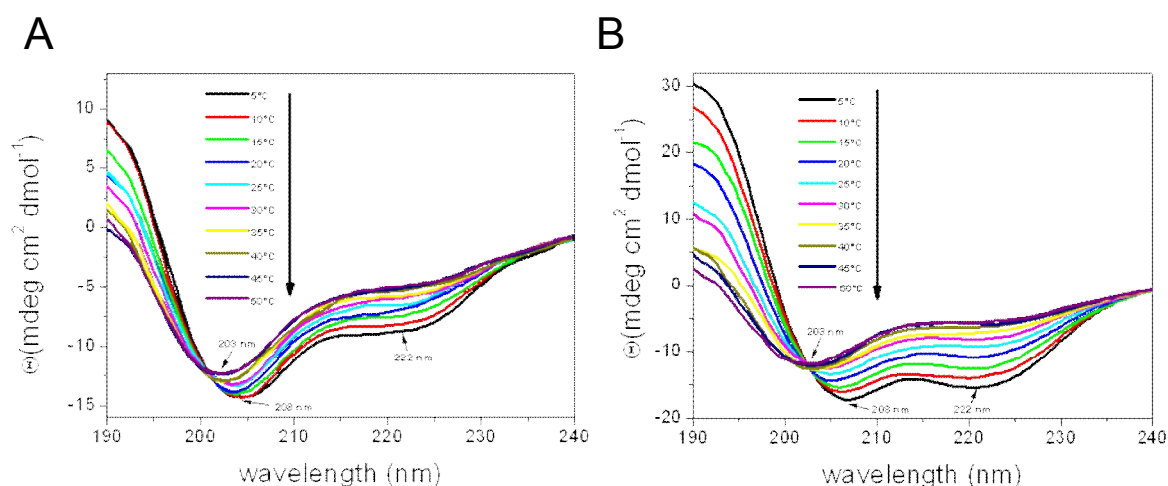 A
B
Θ(mdeg cm² dmol⁻¹)
10
5
0
-5
-10
-15
5°C
10°C
15°C
20°C
25°C
30°C
35°C
40°C
45°C
50°C
203 nm
222 nm
208 nm
190 200 210 220 230 240
wavelength (nm)
Θ(mdeg cm² dmol⁻¹)
30
20
10
0
-10
-20
5°C
10°C
15°C
20°C
25°C
30°C
35°C
40°C
45°C
50°C
203 nm
208 nm
222 nm
190 200 210 220 230 240
wavelength (nm)